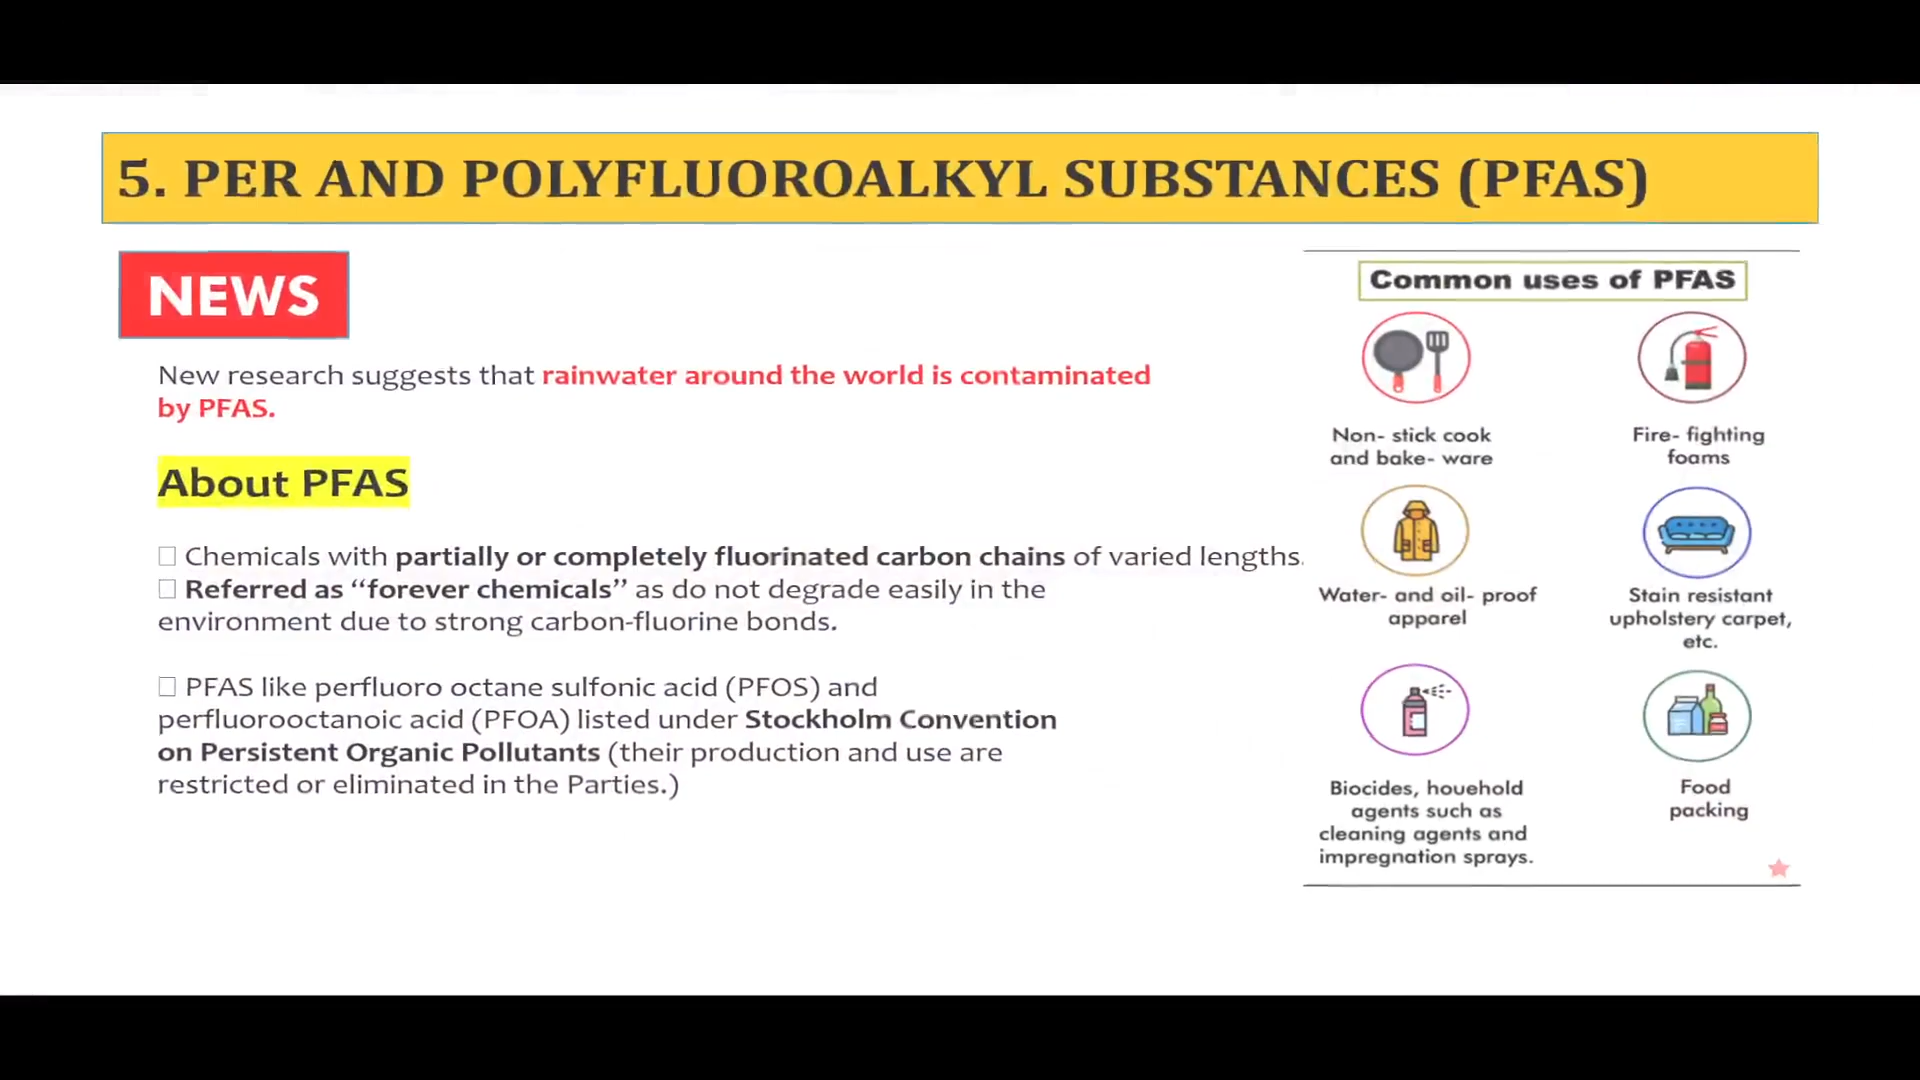 5. PER AND POLYFLUOROALKYL SUBSTANCES (PFAS)
NEWS
New research suggests that rainwater around the world is contaminated
by PFAS.
About PFAS
Chemicals with partially or completely fluorinated carbon chains of varied lengths.
Referred as “forever chemicals” as do not degrade easily in the
environment due to strong carbon-fluorine bonds.
PFAS like perfluoro octane sulfonic acid (PFOS) and
perfluorooctanoic acid (PFOA) listed under Stockholm Convention
on Persistent Organic Pollutants (their production and use are
restricted or eliminated in the Parties.)
Common uses of PFAS
Non- stick cook
and bake- ware
Fire- fighting
foams
Water- and oil- proof
apparel
Stain resistant
upholstery carpet,
etc.
Biocides, houehold
agents such as
cleaning agents and
impregnation sprays.
Food
packing